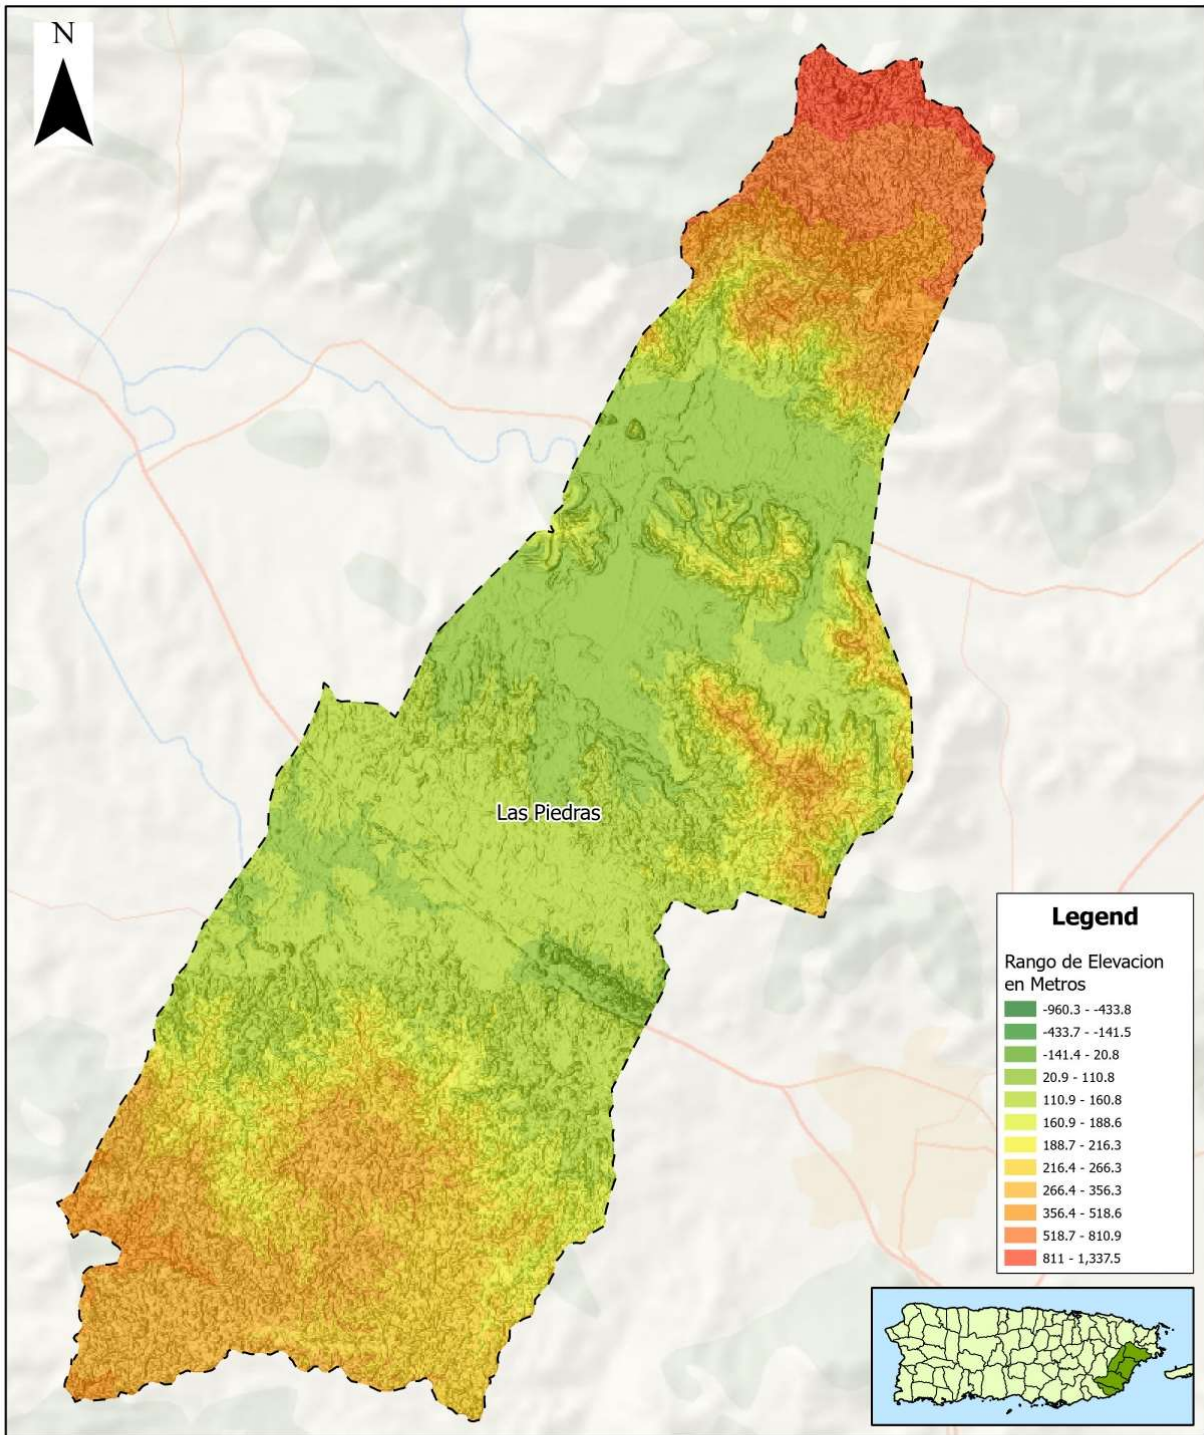 N
Las Piedras
Legend
Rango de Elevacion
en Metros
-960.3 - -433.8
-433.7 - -141.5
-141.4 - 20.8
20.9 - 110.8
110.9 - 160.8
160.9 - 188.6
188.7 - 216.3
216.4 - 266.3
266.4 - 356.3
356.4 - 518.6
518.7 - 810.9
811 - 1,337.5